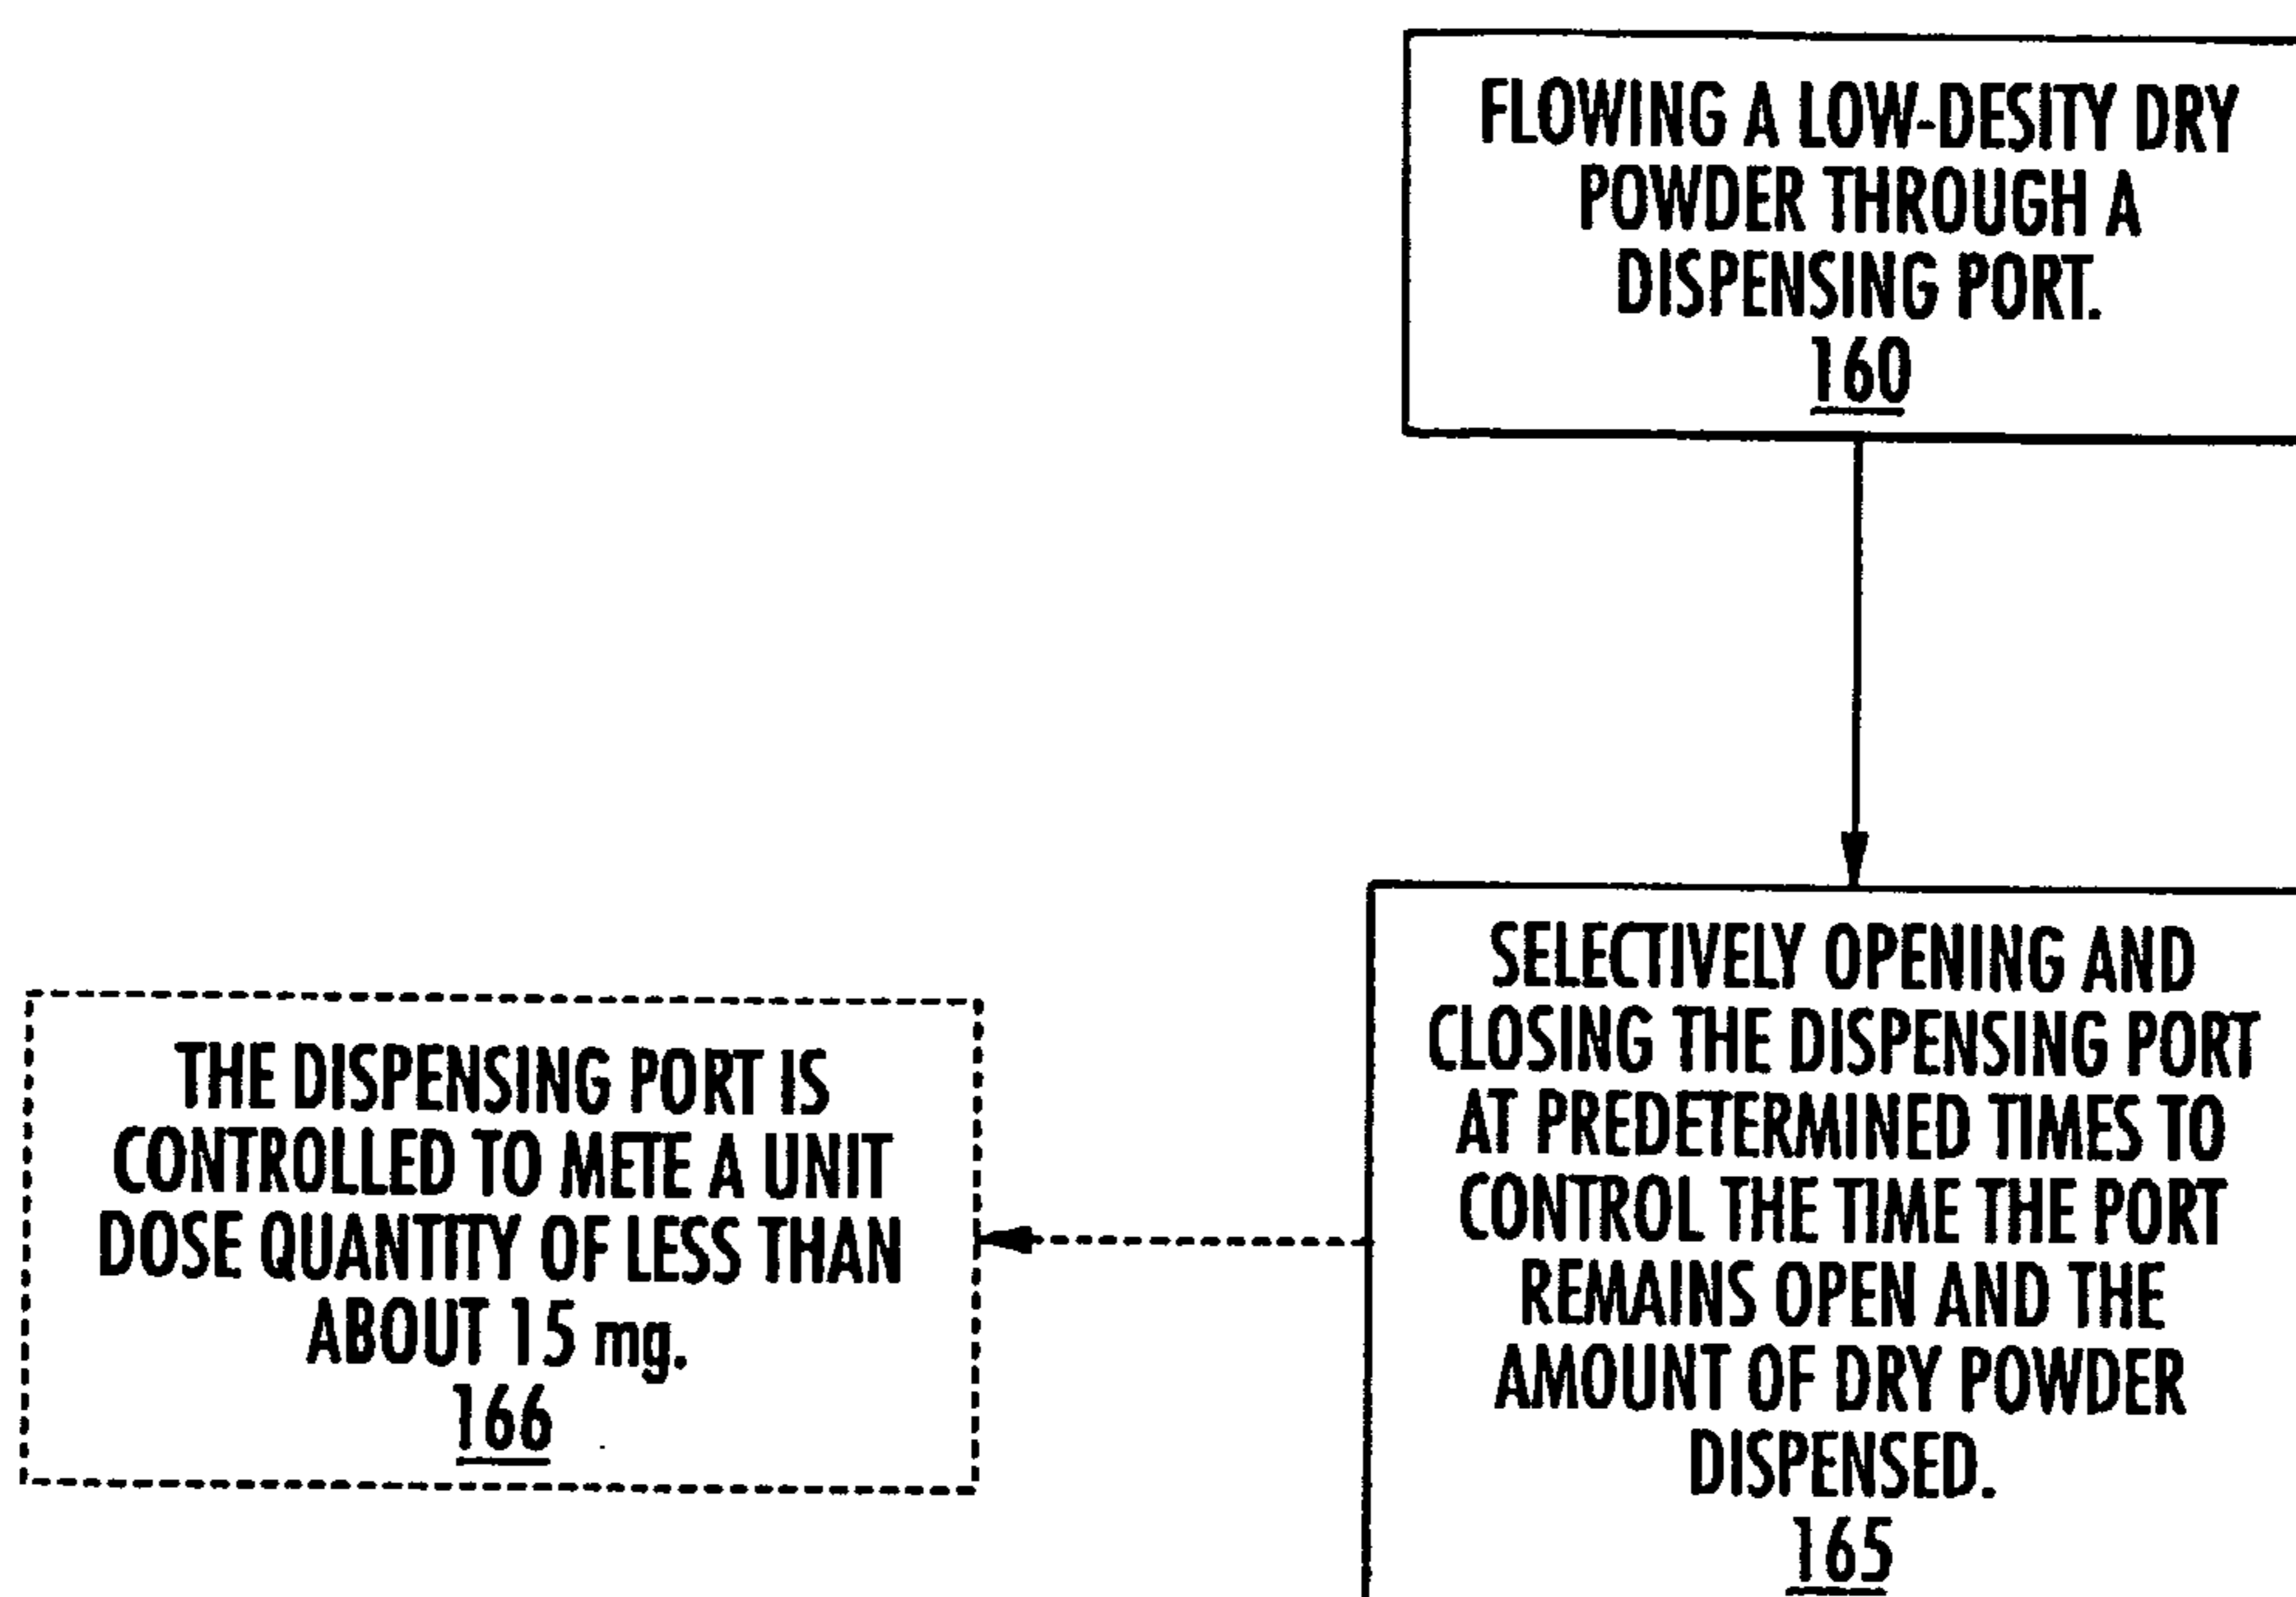 FLOWING A LOW-DESITY DRY
POWDER THROUGH A
DISPENSING PORT.
160
SELECTIVELY OPENING AND
CLOSING THE DISPENSING PORT
AT PREDETERMINED TIMES TO
CONTROL THE TIME THE PORT
REMAINS OPEN AND THE
AMOUNT OF DRY POWDER
DISPENSED.
165
THE DISPENSING PORT IS
CONTROLLED TO METE A UNIT
DOSE QUANTITY OF LESS THAN
ABOUT 15 mg.
166